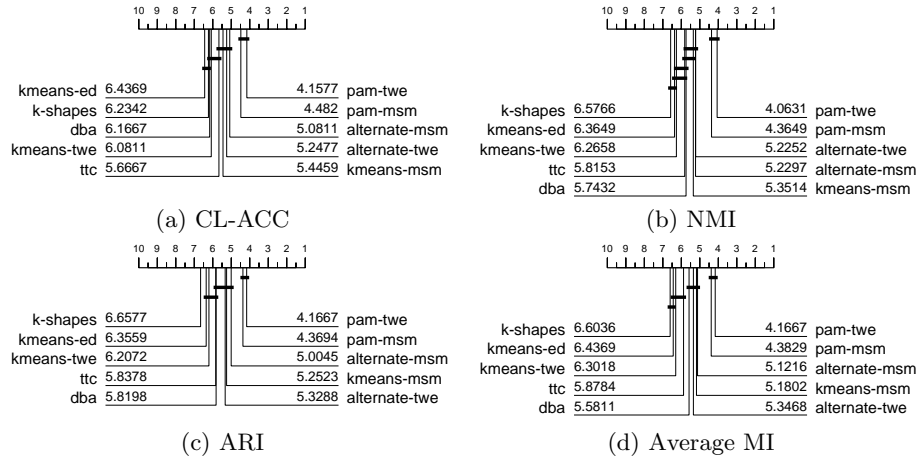 10 9 8 7 6 5 4 3 2 1
kmeans-ed 6.4369 4.1577 pam-twe
k-shapes 6.2342 4.482 pam-msm
dba 6.1667 5.0811 alternate-msm
kmeans-twe 6.0811 5.2477 alternate-twe
ttc 5.6667 5.4459 kmeans-msm
(a) CL-ACC
10 9 8 7 6 5 4 3 2 1
k-shapes 6.5766 4.0631 pam-twe
kmeans-ed 6.3649 4.3649 pam-msm
kmeans-twe 6.2658 5.2252 alternate-twe
ttc 5.8153 5.2297 alternate-msm
dba 5.7432 5.3514 kmeans-msm
(b) NMI
10 9 8 7 6 5 4 3 2 1
k-shapes 6.6577 4.1667 pam-twe
kmeans-ed 6.3559 4.3694 pam-msm
kmeans-twe 6.2072 5.0045 alternate-msm
ttc 5.8378 5.2523 kmeans-msm
dba 5.8198 5.3288 alternate-twe
(c) ARI
10 9 8 7 6 5 4 3 2 1
k-shapes 6.6036 4.1667 pam-twe
kmeans-ed 6.4369 4.3829 pam-msm
kmeans-twe 6.3018 5.1216 alternate-msm
ttc 5.8784 5.1802 kmeans-msm
dba 5.5811 5.3468 alternate-twe
(d) Average MI